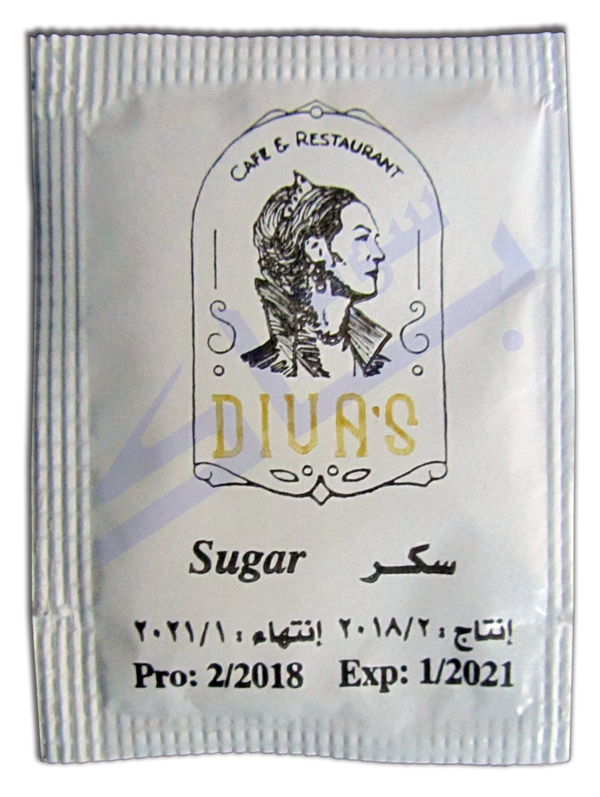 CAFE & RESTAURANT
DIVA'S
Sugar سكر
إنتاج : ٢٠١٨/٢ إنتهاء : ٢٠٢١/١
Pro: 2/2018 Exp: 1/2021